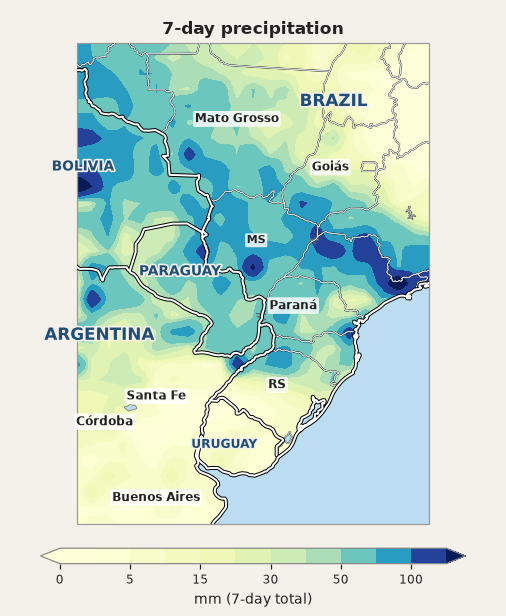 7-day precipitation
BRAZIL
Mato Grosso
BOLIVIA
Goiás
MS
PARAGUAY
Paraná
ARGENTINA
RS
Santa Fe
Córdoba
URUGUAY
Buenos Aires
0 5 15 30 50 100
mm (7-day total)